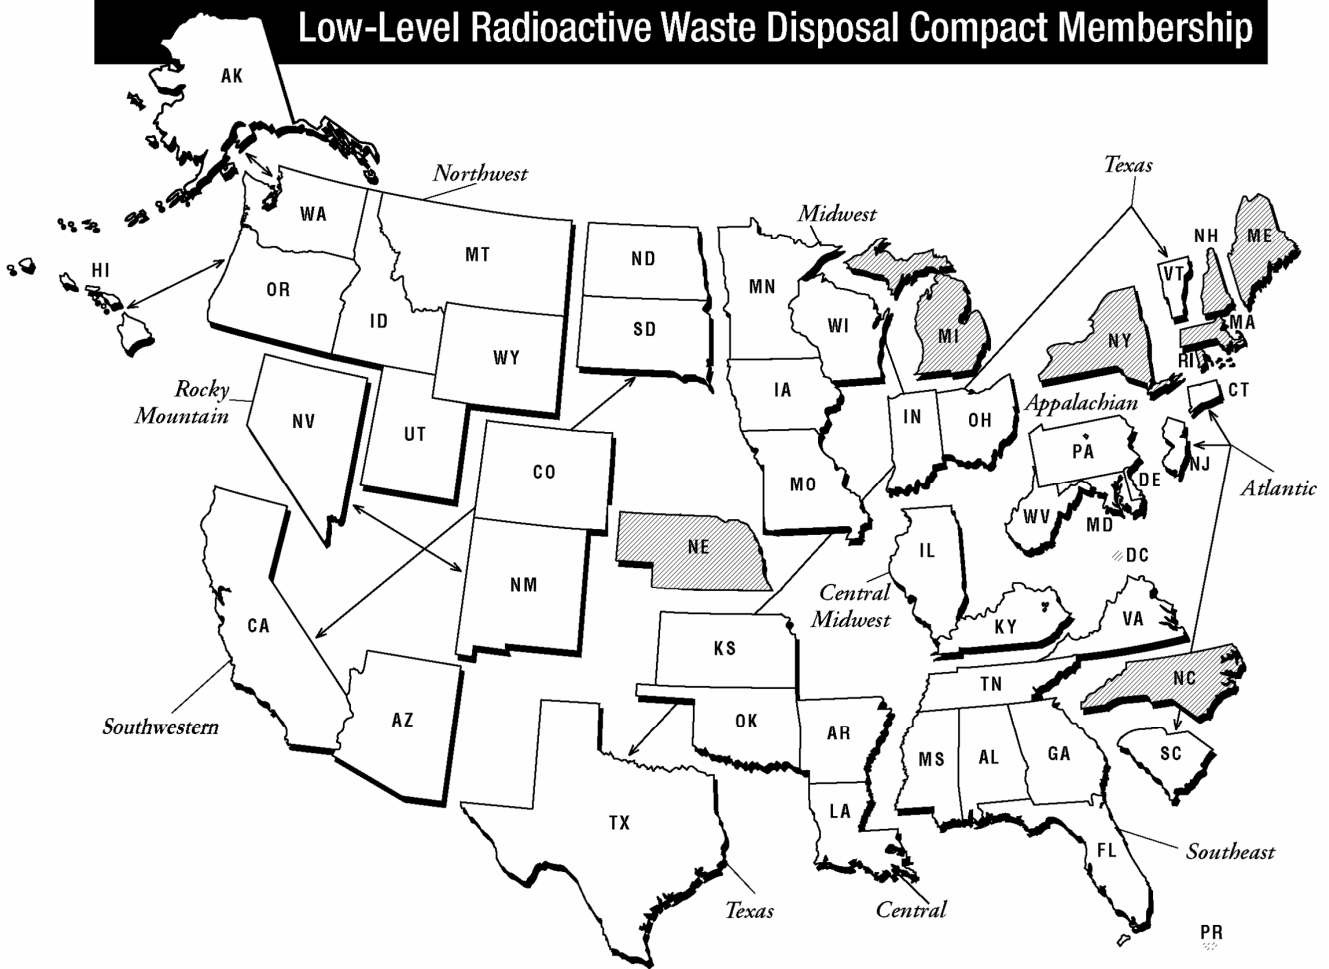 Low-Level Radioactive Waste Disposal Compact Membership
AK
Northwest
Texas
Midwest
NH
ME
WA
MT
ND
MN
VT
HI
OR
ID
SD
WI
MI
NY
MA
RI
WY
Rocky
Mountain
NV
UT
IA
IN
OH
Appalachian
CT
CO
MO
PA
NJ
DE
Atlantic
WV
MD
NM
NE
IL
DC
Central
Midwest
CA
KS
KY
VA
Southwestern
AZ
OK
AR
TN
NC
MS
AL
GA
SC
TX
LA
FL
Southeast
Texas
Central
PR